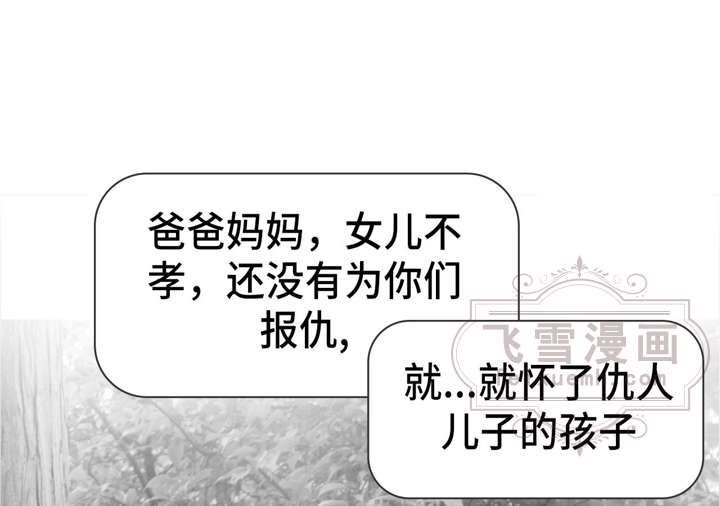 爸爸妈妈，女儿不
孝，还没有为你们
报仇，
就...就怀了仇人
儿子的孩子
飞雪漫画